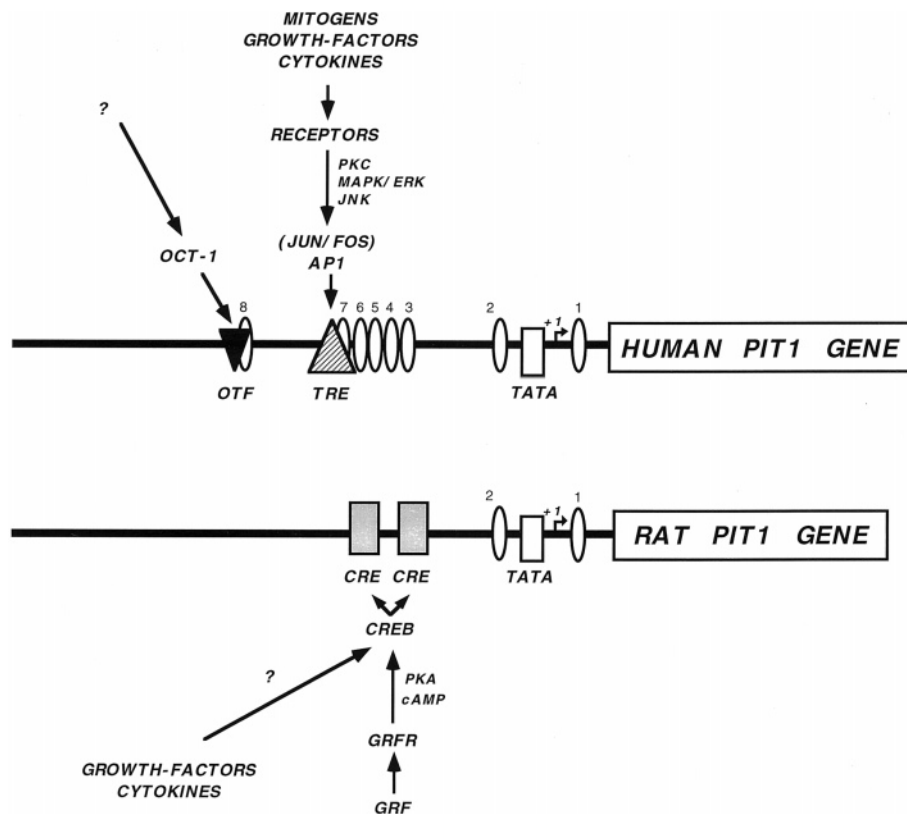 MITOGENS
GROWTH-FACTORS
CYTOKINES
?
RECEPTORS
PKC
MAPK/ ERK
JNK
(JUN/ FOS)
AP1
OCT-1
8
7 6 5 4 3
2
+1
1
HUMAN PIT1 GENE
OTF
TRE
TATA
2
+1
1
RAT PIT1 GENE
CRE CRE
TATA
CREB
?
PKA
cAMP
GRFR
GROWTH-FACTORS
CYTOKINES
GRF